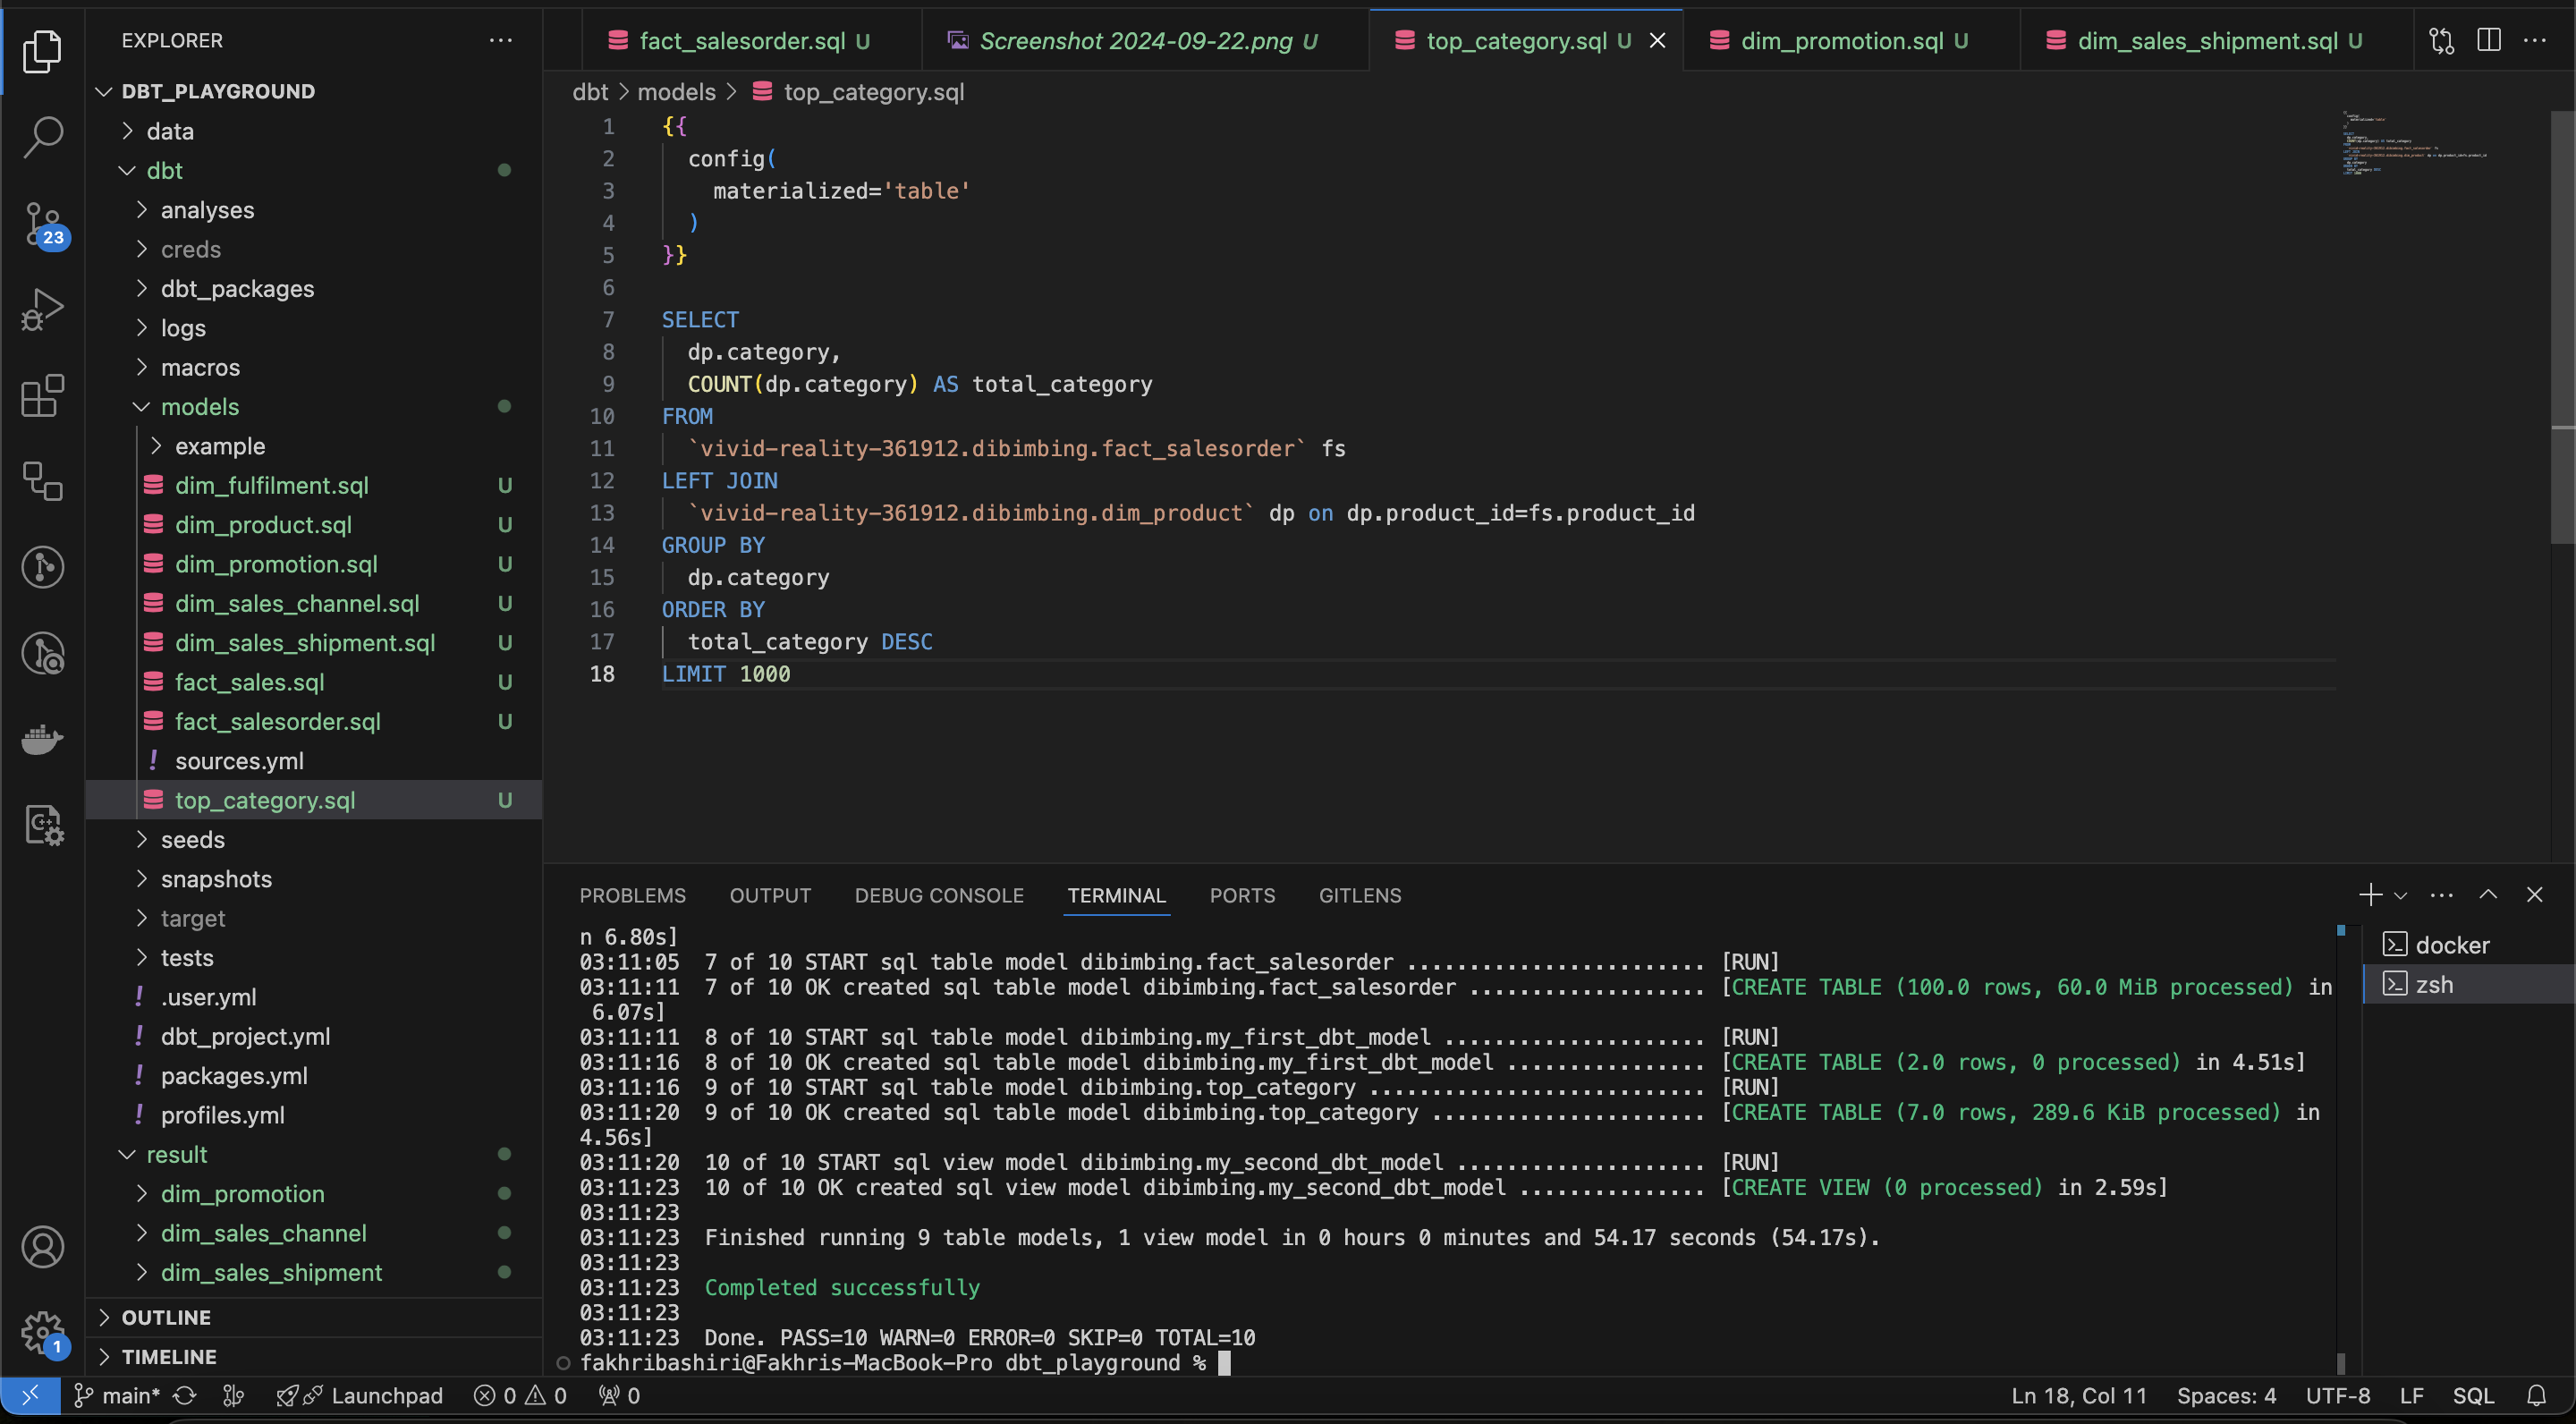 EXPLORER
DBT_PLAYGROUND
data
dbt
analyses
creds
dbt_packages
logs
macros
models
example
dim_fulfilment.sql U
dim_product.sql U
dim_promotion.sql U
dim_sales_channel.sql U
dim_sales_shipment.sql U
fact_sales.sql U
fact_salesorder.sql U
! sources.yml
top_category.sql U
seeds
snapshots
target
tests
! .user.yml
! dbt_project.yml
! packages.yml
! profiles.yml
result
dim_promotion
dim_sales_channel
dim_sales_shipment
OUTLINE
TIMELINE
23
1
fact_salesorder.sql U
Screenshot 2024-09-22.png U
top_category.sql U
dim_promotion.sql U
dim_sales_shipment.sql U
dbt > models > top_category.sql
1 {{
2 config(
3 materialized='table'
4 )
5 }}
6
7 SELECT
8 dp.category,
9 COUNT(dp.category) AS total_category
10 FROM
11 `vivid-reality-361912.dibimbing.fact_salesorder` fs
12 LEFT JOIN
13 `vivid-reality-361912.dibimbing.dim_product` dp on dp.product_id=fs.product_id
14 GROUP BY
15 dp.category
16 ORDER BY
17 total_category DESC
18 LIMIT 1000
PROBLEMS OUTPUT DEBUG CONSOLE TERMINAL PORTS GITLENS
n 6.80s]
03:11:05 7 of 10 START sql table model dibimbing.fact_salesorder ........................ [RUN]
03:11:11 7 of 10 OK created sql table model dibimbing.fact_salesorder ................... [CREATE TABLE (100.0 rows, 60.0 MiB processed) in
6.07s]
03:11:11 8 of 10 START sql table model dibimbing.my_first_dbt_model ..................... [RUN]
03:11:16 8 of 10 OK created sql table model dibimbing.my_first_dbt_model ................ [CREATE TABLE (2.0 rows, 0 processed) in 4.51s]
03:11:16 9 of 10 START sql table model dibimbing.top_category ........................... [RUN]
03:11:20 9 of 10 OK created sql table model dibimbing.top_category ...................... [CREATE TABLE (7.0 rows, 289.6 KiB processed) in
4.56s]
03:11:20 10 of 10 START sql view model dibimbing.my_second_dbt_model .................... [RUN]
03:11:23 10 of 10 OK created sql view model dibimbing.my_second_dbt_model ............... [CREATE VIEW (0 processed) in 2.59s]
03:11:23
03:11:23 Finished running 9 table models, 1 view model in 0 hours 0 minutes and 54.17 seconds (54.17s).
03:11:23
03:11:23 Completed successfully
03:11:23
03:11:23 Done. PASS=10 WARN=0 ERROR=0 SKIP=0 TOTAL=10
fakhribashiri@Fakhris-MacBook-Pro dbt_playground %
docker
zsh
main* Launchpad 0 0 0 Ln 18, Col 11 Spaces: 4 UTF-8 LF SQL